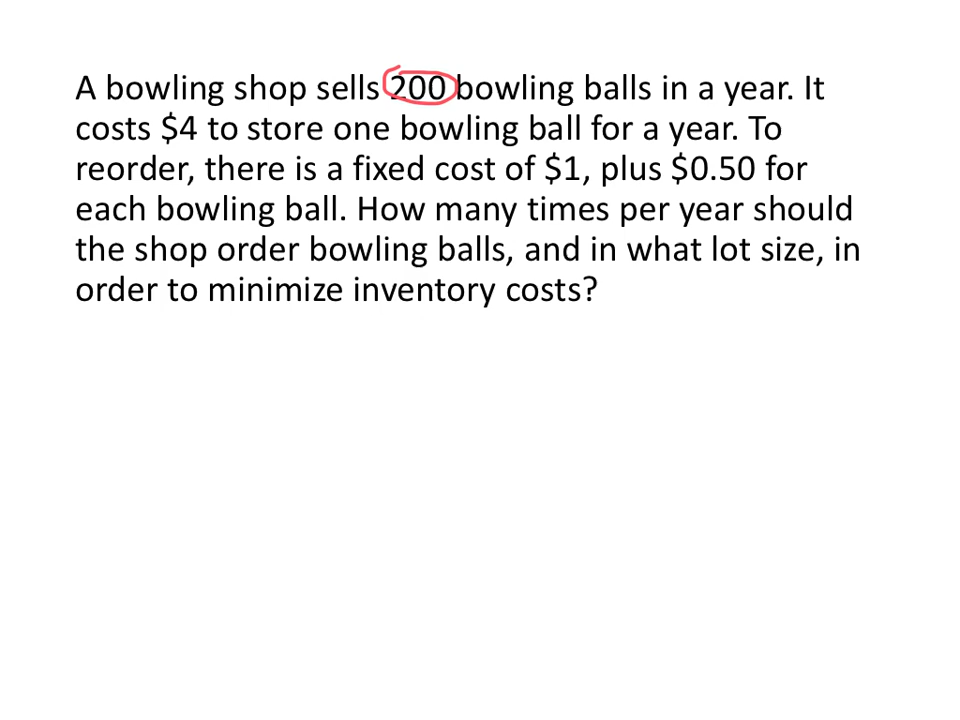 A bowling shop sells 200 bowling balls in a year. It
costs $4 to store one bowling ball for a year. To
reorder, there is a fixed cost of $1, plus $0.50 for
each bowling ball. How many times per year should
the shop order bowling balls, and in what lot size, in
order to minimize inventory costs?